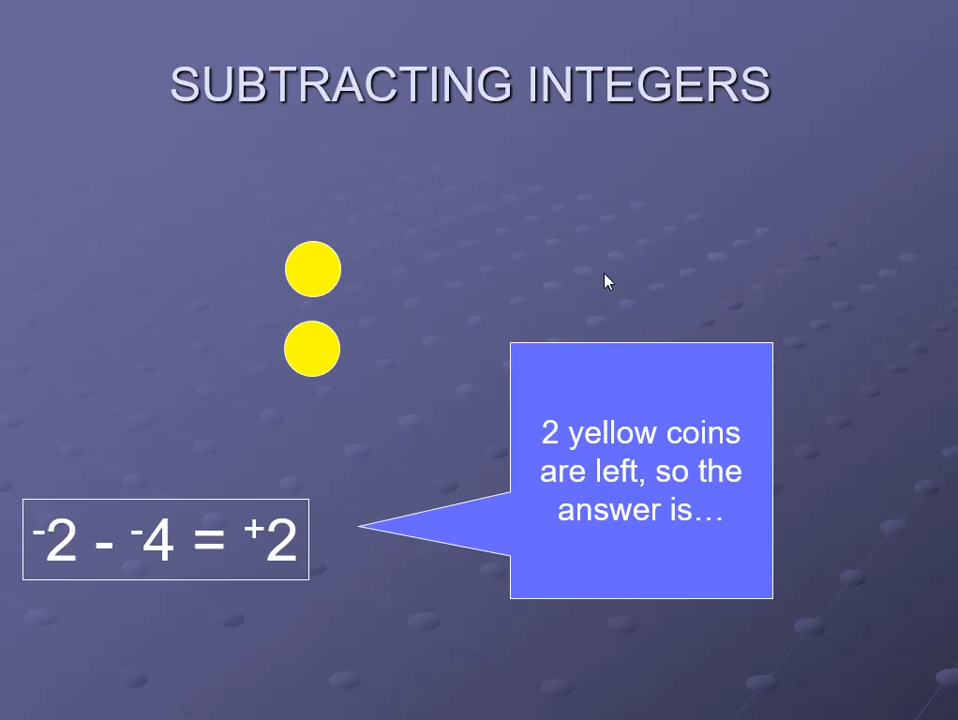 SUBTRACTING INTEGERS
2 yellow coins
are left, so the
answer is…
⁻2 - ⁻4 = ⁺2